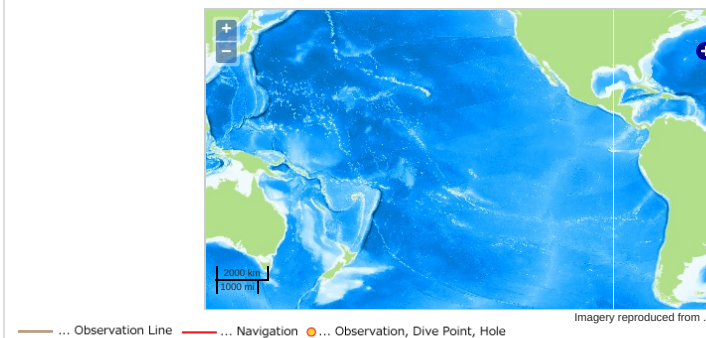 +
−
2000 km
1000 mi
Imagery reproduced from .
... Observation Line ... Navigation ... Observation, Dive Point, Hole